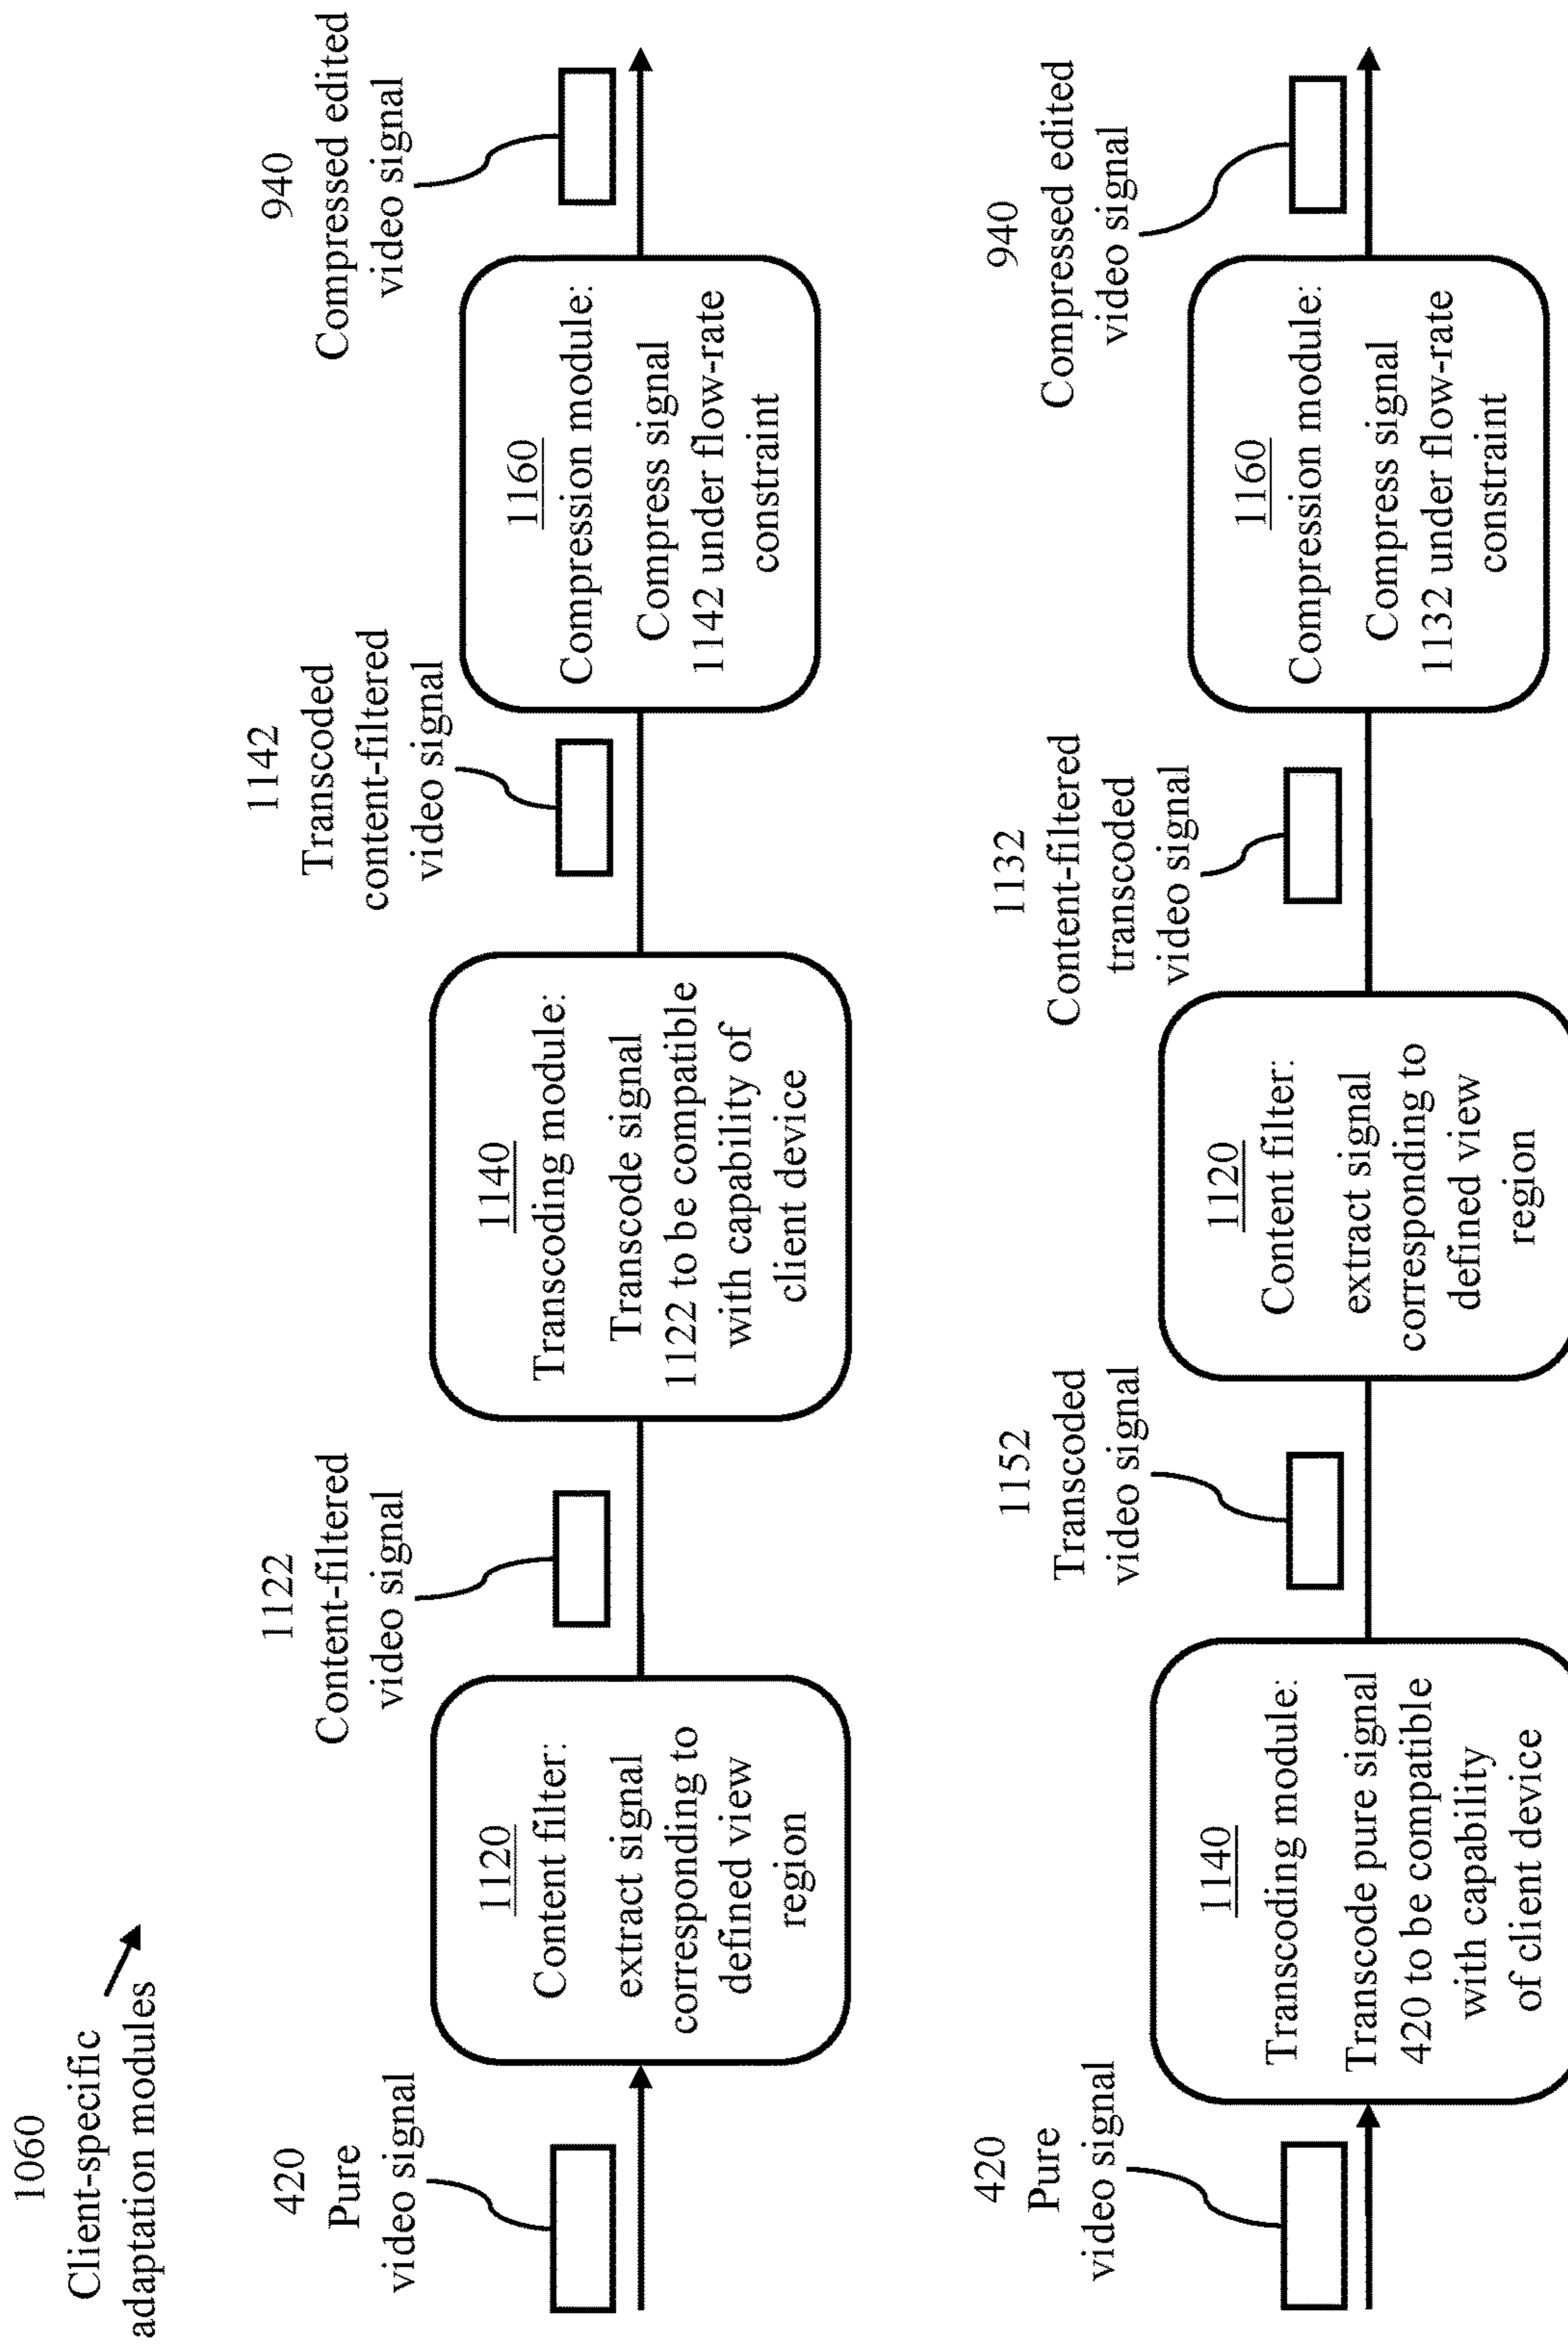 1060
Client-specific
adaptation modules
420
Pure
video signal
1120
Content filter:
extract signal
corresponding to
defined view
region
1122
Content-filtered
video signal
1140
Transcoding module:
Transcode signal
1122 to be compatible
with capability of
client device
1142
Transcoded
content-filtered
video signal
1160
Compression module:
Compress signal
1142 under flow-rate
constraint
940
Compressed edited
video signal
420
Pure
video signal
1140
Transcoding module:
Transcode pure signal
420 to be compatible
with capability
of client device
1152
Transcoded
video signal
1120
Content filter:
extract signal
corresponding to
defined view
region
1132
Content-filtered
transcoded
video signal
1160
Compression module:
Compress signal
1132 under flow-rate
constraint
940
Compressed edited
video signal